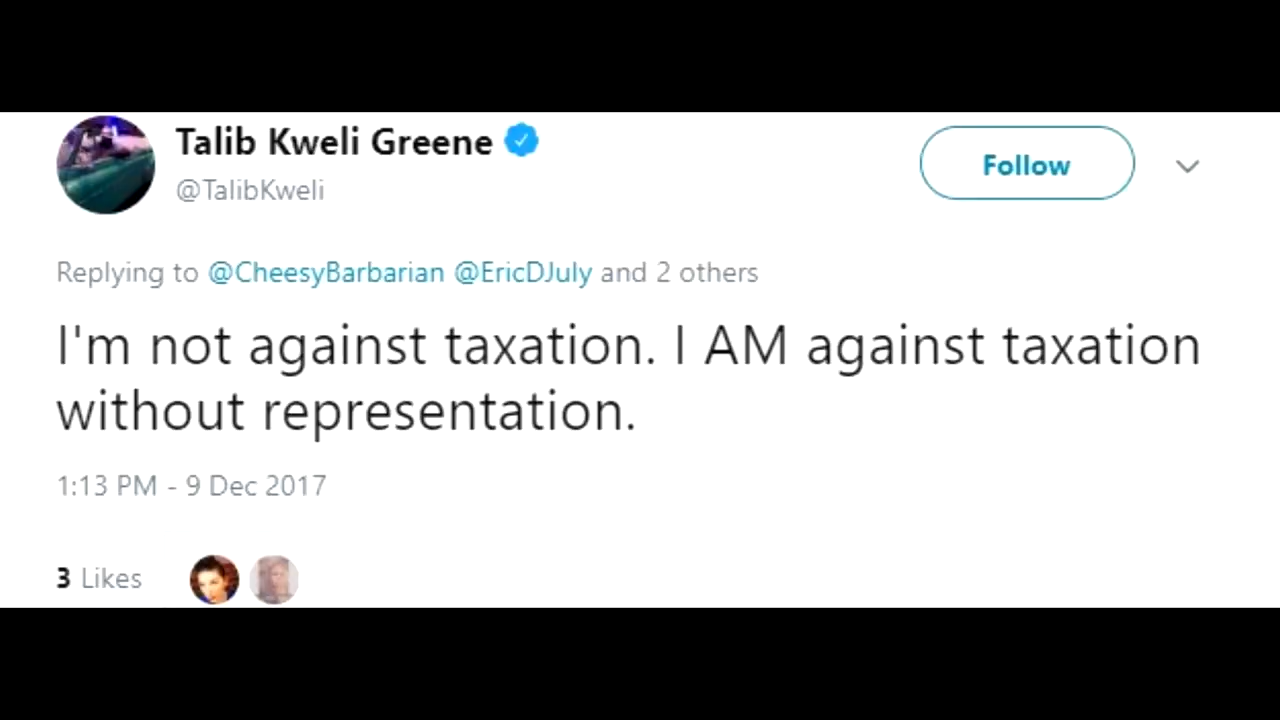 Talib Kweli Greene
@TalibKweli
Follow
Replying to @CheesyBarbarian @EricDJuly and 2 others
I'm not against taxation. I AM against taxation
without representation.
1:13 PM - 9 Dec 2017
3 Likes